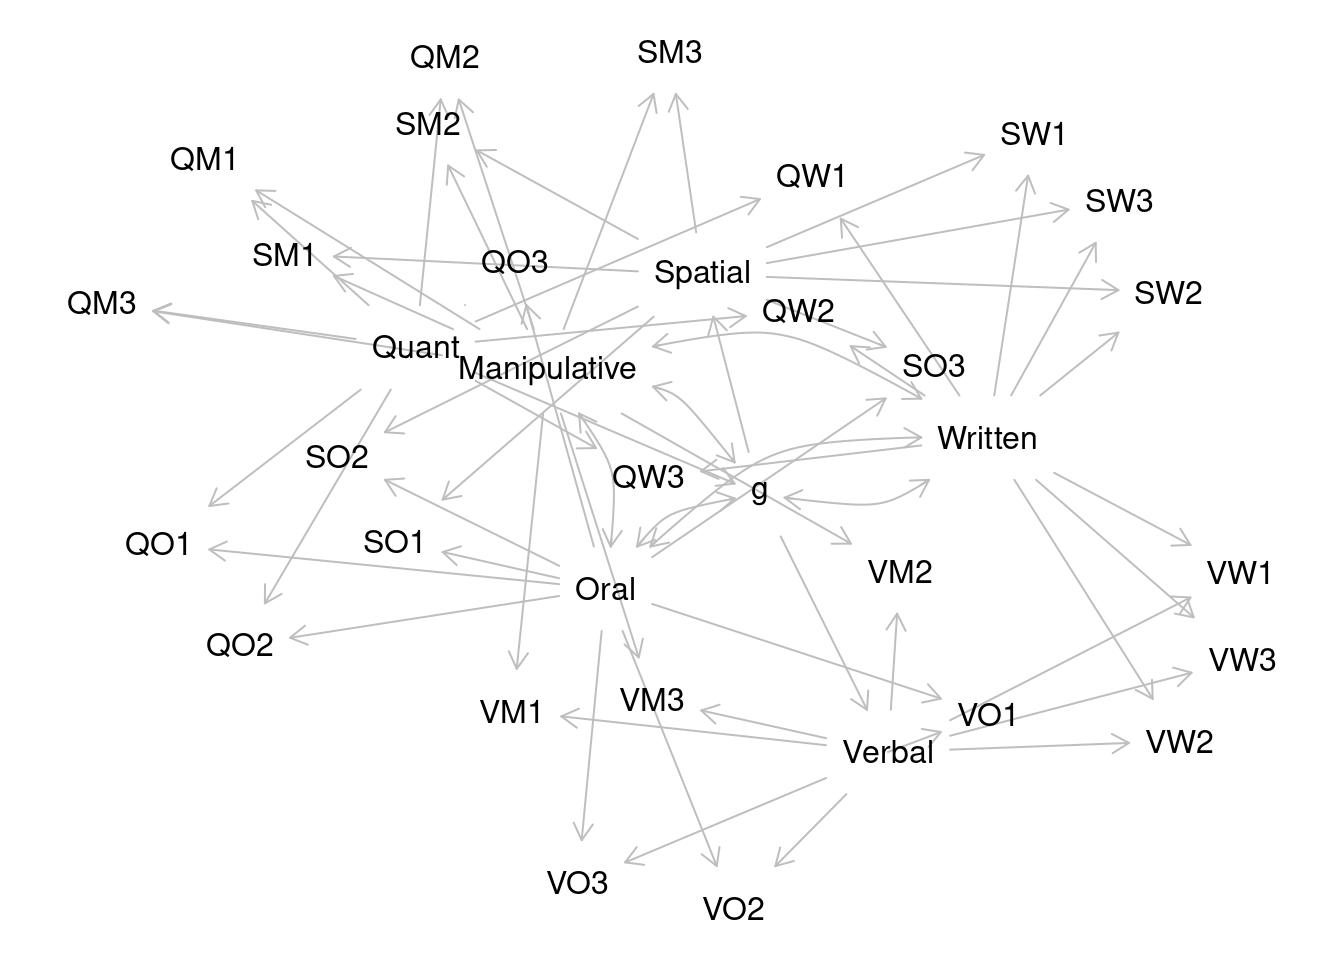 SM3
QM2
SM2
SW1
QM1
QW1
SW3
SM1
QO3
Spatial
SW2
QM3
QW2
Quant
Manipulative
SO3
Written
SO2
QW3
g
QO1
SO1
VM2
VW1
Oral
QO2
VW3
VM3
VM1
VO1
VW2
Verbal
VO3
VO2